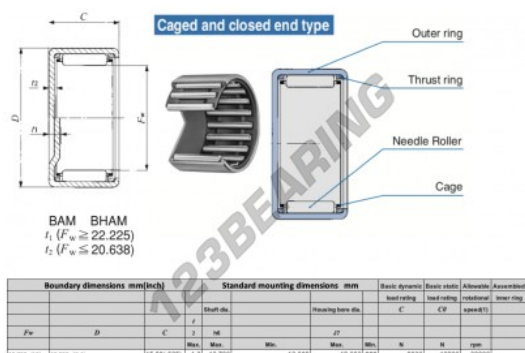 C
Caged and closed end type
Outer ring
Thrust ring
D
Fw
Needle Roller
Cage
BAM BHAM
t1 (Fw ≧ 22.225)
t2 (Fw ≦ 20.638)
123BEARING
Boundary dimensions mm(inch) Standard mounting dimensions mm Basic dynamic Basic static Allowable Assembled
load rating load rating rotational inner ring
Shaft dia. Housing bore dia. C C0 speed(1)
Fw D C h6 J7
N N rpm
Max. Max. Min. Max. Min.